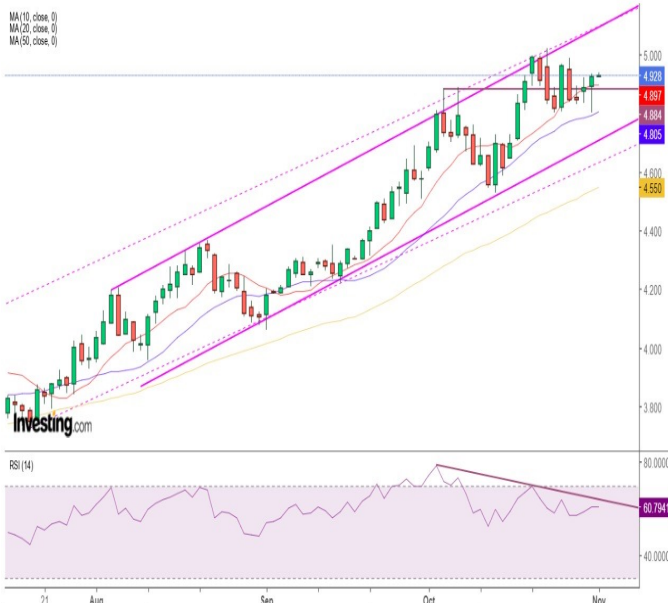 MA (10, close, 0)
MA (20, close, 0)
MA (50, close, 0)
5.000
4.928
4.897
4.884
4.805
4.600
4.550
4.400
4.200
4.000
3.800
Investing.com
RSI (14)
80.0000
60.7941
40.0000
21 Aug Sep Oct Nov